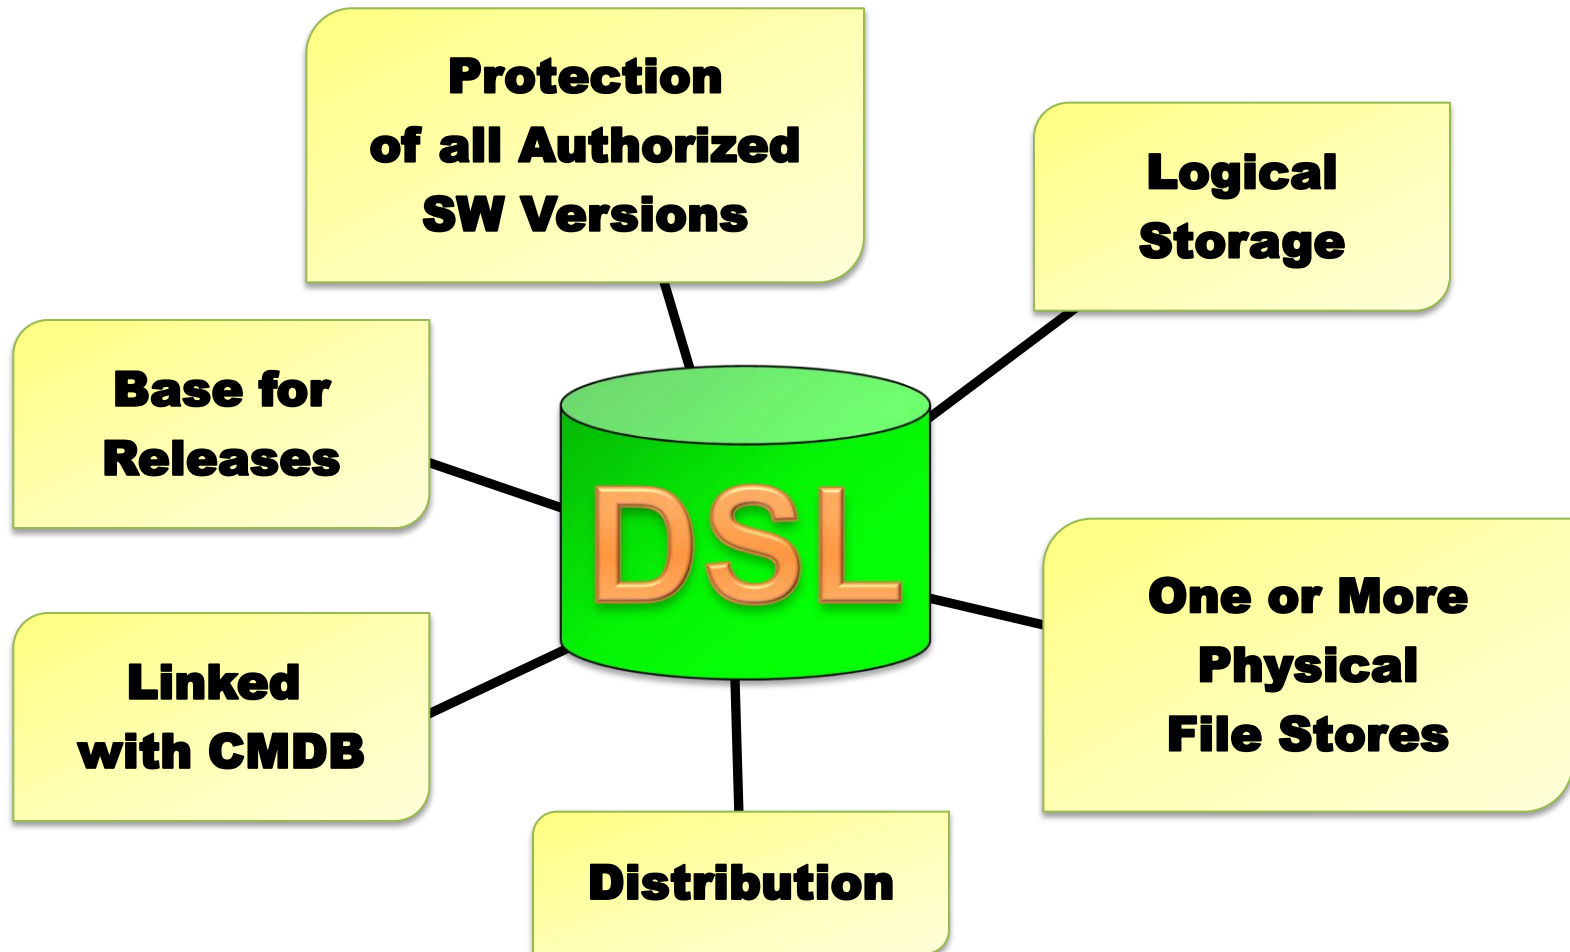 Protection
of all Authorized
SW Versions
Logical
Storage
Base for
Releases
DSL
One or More
Physical
File Stores
Linked
with CMDB
Distribution